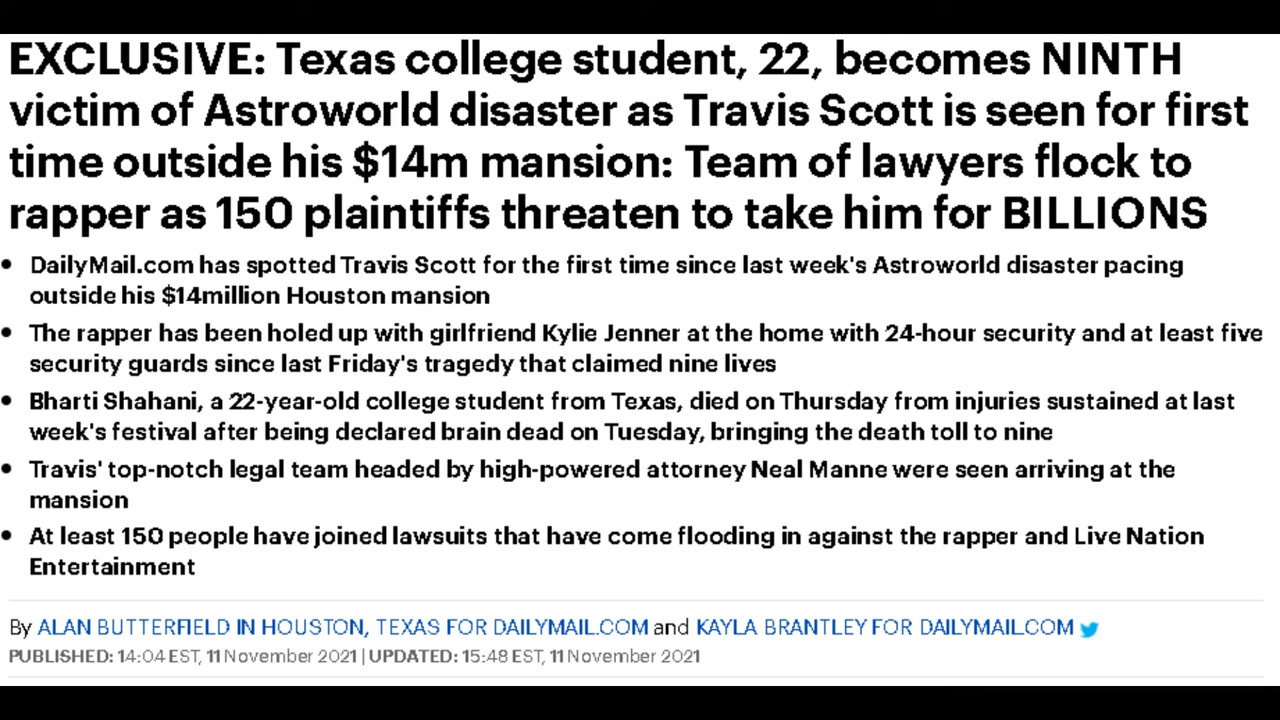 EXCLUSIVE: Texas college student, 22, becomes NINTH
victim of Astroworld disaster as Travis Scott is seen for first
time outside his $14m mansion: Team of lawyers flock to
rapper as 150 plaintiffs threaten to take him for BILLIONS
• DailyMail.com has spotted Travis Scott for the first time since last week's Astroworld disaster pacing
outside his $14million Houston mansion
• The rapper has been holed up with girlfriend Kylie Jenner at the home with 24-hour security and at least five
security guards since last Friday's tragedy that claimed nine lives
• Bharti Shahani, a 22-year-old college student from Texas, died on Thursday from injuries sustained at last
week's festival after being declared brain dead on Tuesday, bringing the death toll to nine
• Travis' top-notch legal team headed by high-powered attorney Neal Manne were seen arriving at the
mansion
• At least 150 people have joined lawsuits that have come flooding in against the rapper and Live Nation
Entertainment
By ALAN BUTTERFIELD IN HOUSTON, TEXAS FOR DAILYMAIL.COM and KAYLA BRANTLEY FOR DAILYMAIL.COM
PUBLISHED: 14:04 EST, 11 November 2021 | UPDATED: 15:48 EST, 11 November 2021